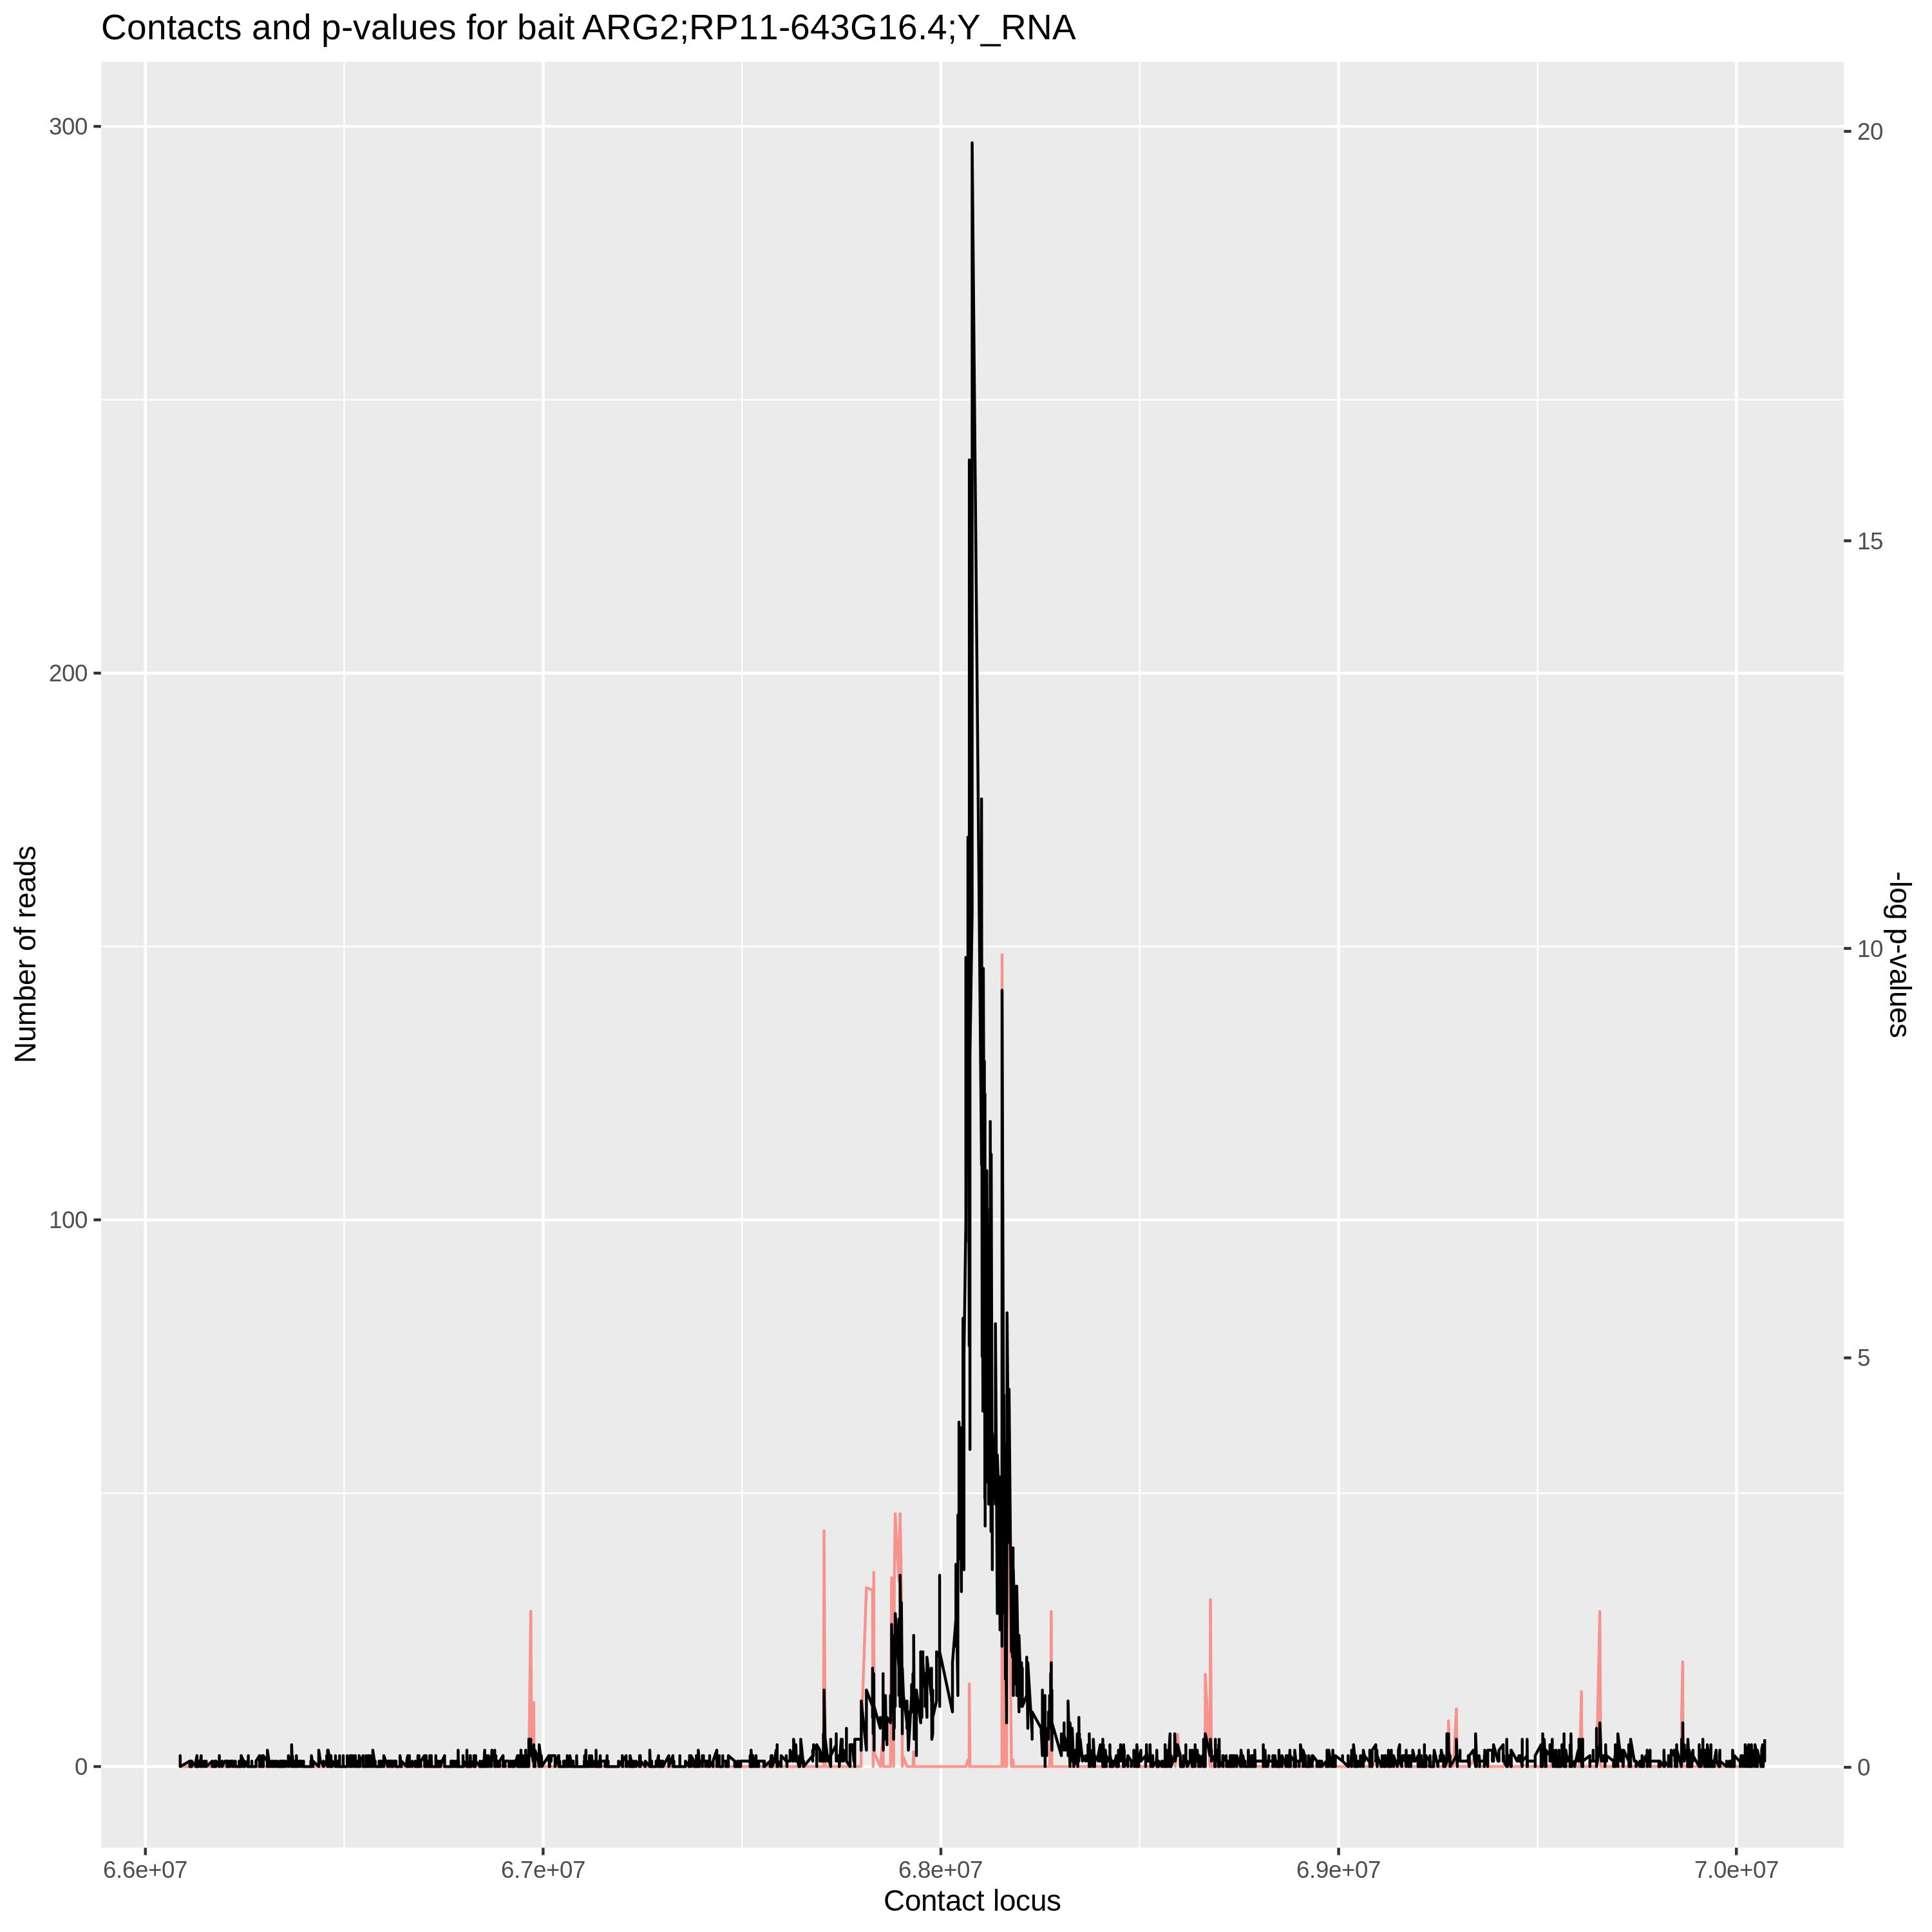 Contacts and p-values for bait ARG2;RP11-643G16.4;Y_RNA
300
200
100
0
Number of reads
20
15
10
5
0
-log p-values
6.6e+07
6.7e+07
6.8e+07
6.9e+07
7.0e+07
Contact locus